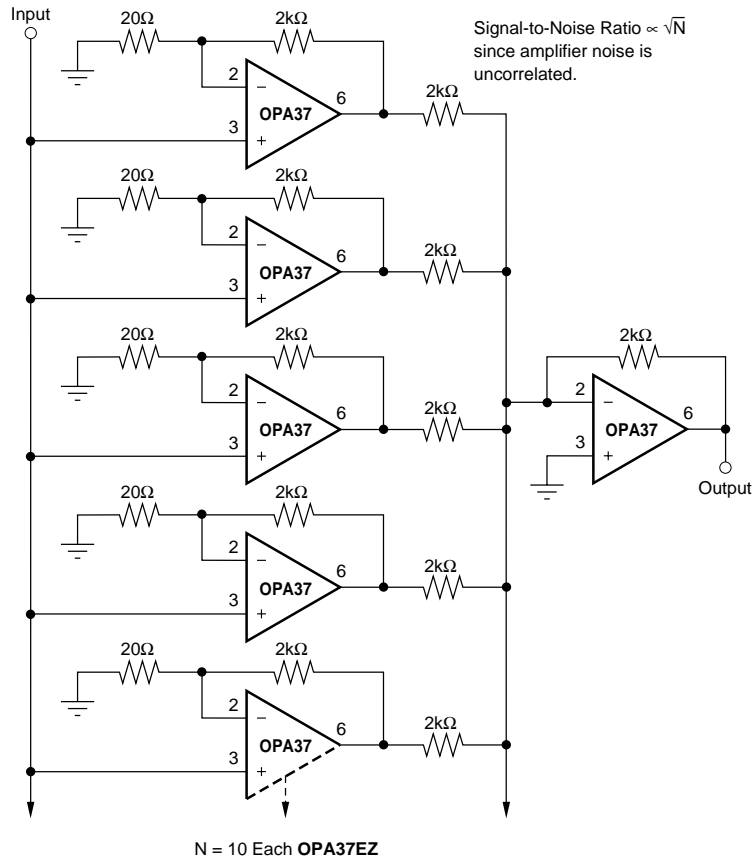 Input
Signal-to-Noise Ratio ∝ √N
since amplifier noise is
uncorrelated.
20Ω 2kΩ
2 − OPA37 6 2kΩ
3 +
20Ω 2kΩ
2 − OPA37 6 2kΩ
3 +
20Ω 2kΩ
2 − OPA37 6 2kΩ
3 +
2kΩ
2 − OPA37 6
3 +
Output
20Ω 2kΩ
2 − OPA37 6 2kΩ
3 +
20Ω 2kΩ
2 − OPA37 6 2kΩ
3 +
N = 10 Each OPA37EZ